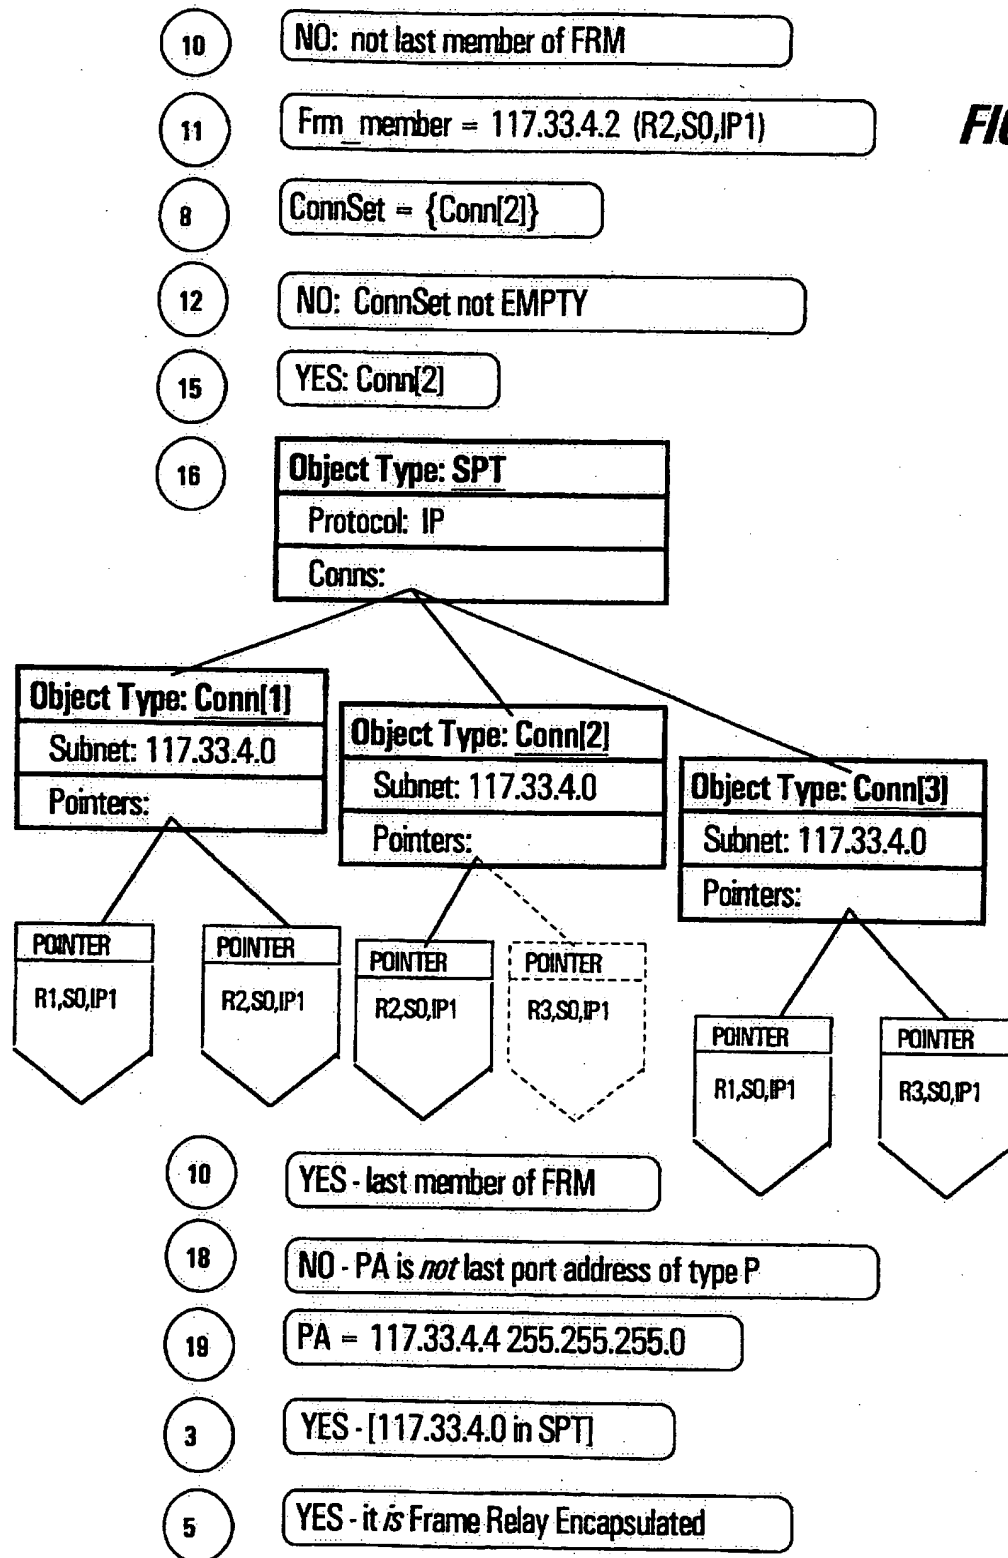 10
NO: not last member of FRM
11
Frm_member = 117.33.4.2 (R2,S0,IP1)
8
ConnSet = {Conn[2]}
12
NO: ConnSet not EMPTY
15
YES: Conn[2]
16
Object Type: SPT
Protocol: IP
Conns:
Object Type: Conn[1]
Subnet: 117.33.4.0
Pointers:
Object Type: Conn[2]
Subnet: 117.33.4.0
Pointers:
Object Type: Conn[3]
Subnet: 117.33.4.0
Pointers:
POINTER
R1,S0,IP1
POINTER
R2,S0,IP1
POINTER
R2,S0,IP1
POINTER
R3,S0,IP1
POINTER
R1,S0,IP1
POINTER
R3,S0,IP1
10
YES - last member of FRM
18
NO - PA is not last port address of type P
19
PA = 117.33.4.4 255.255.255.0
3
YES - [117.33.4.0 in SPT]
5
YES - it is Frame Relay Encapsulated